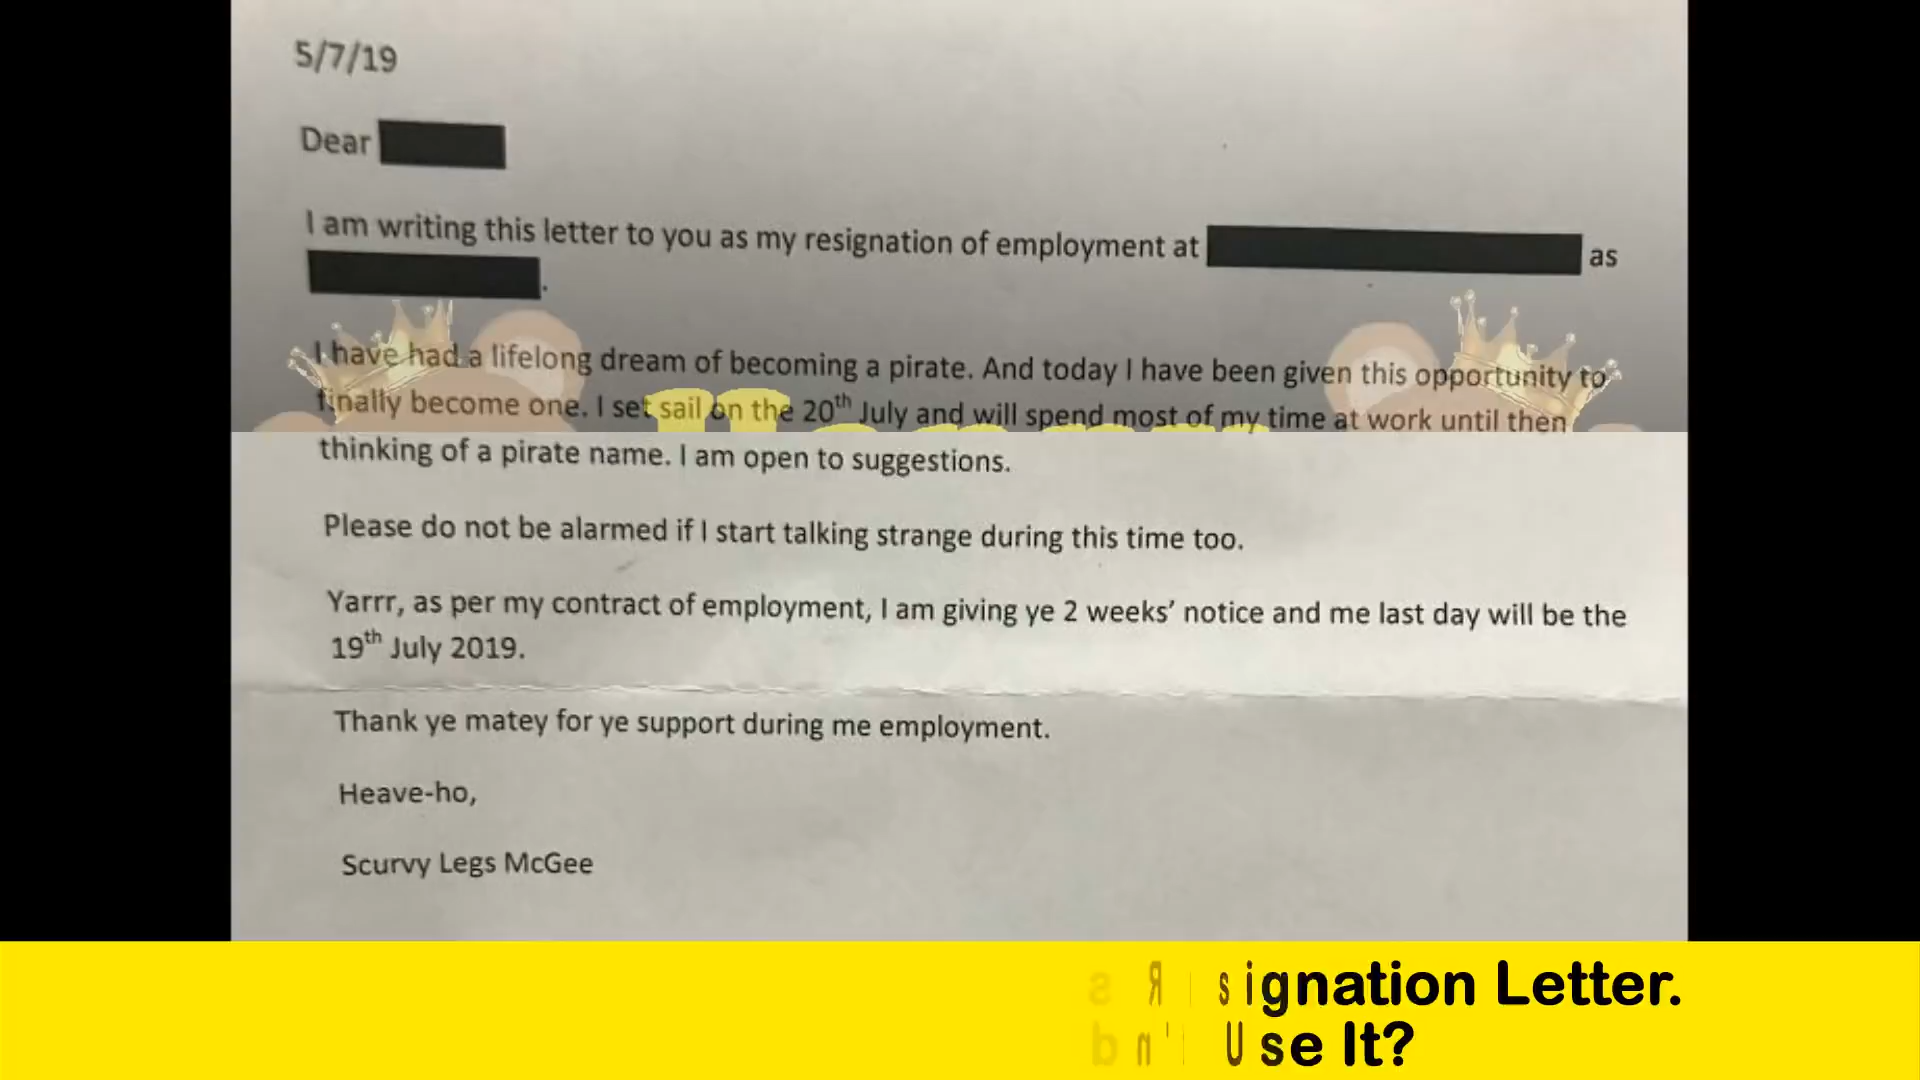 5/7/19
Dear
I am writing this letter to you as my resignation of employment at as
.
I have had a lifelong dream of becoming a pirate. And today I have been given this opportunity to
finally become one. I set sail on the 20th July and will spend most of my time at work until then
thinking of a pirate name. I am open to suggestions.
Please do not be alarmed if I start talking strange during this time too.
Yarrr, as per my contract of employment, I am giving ye 2 weeks' notice and me last day will be the
19th July 2019.
Thank ye matey for ye support during me employment.
Heave-ho,
Scurvy Legs McGee
Letter.
Use It?